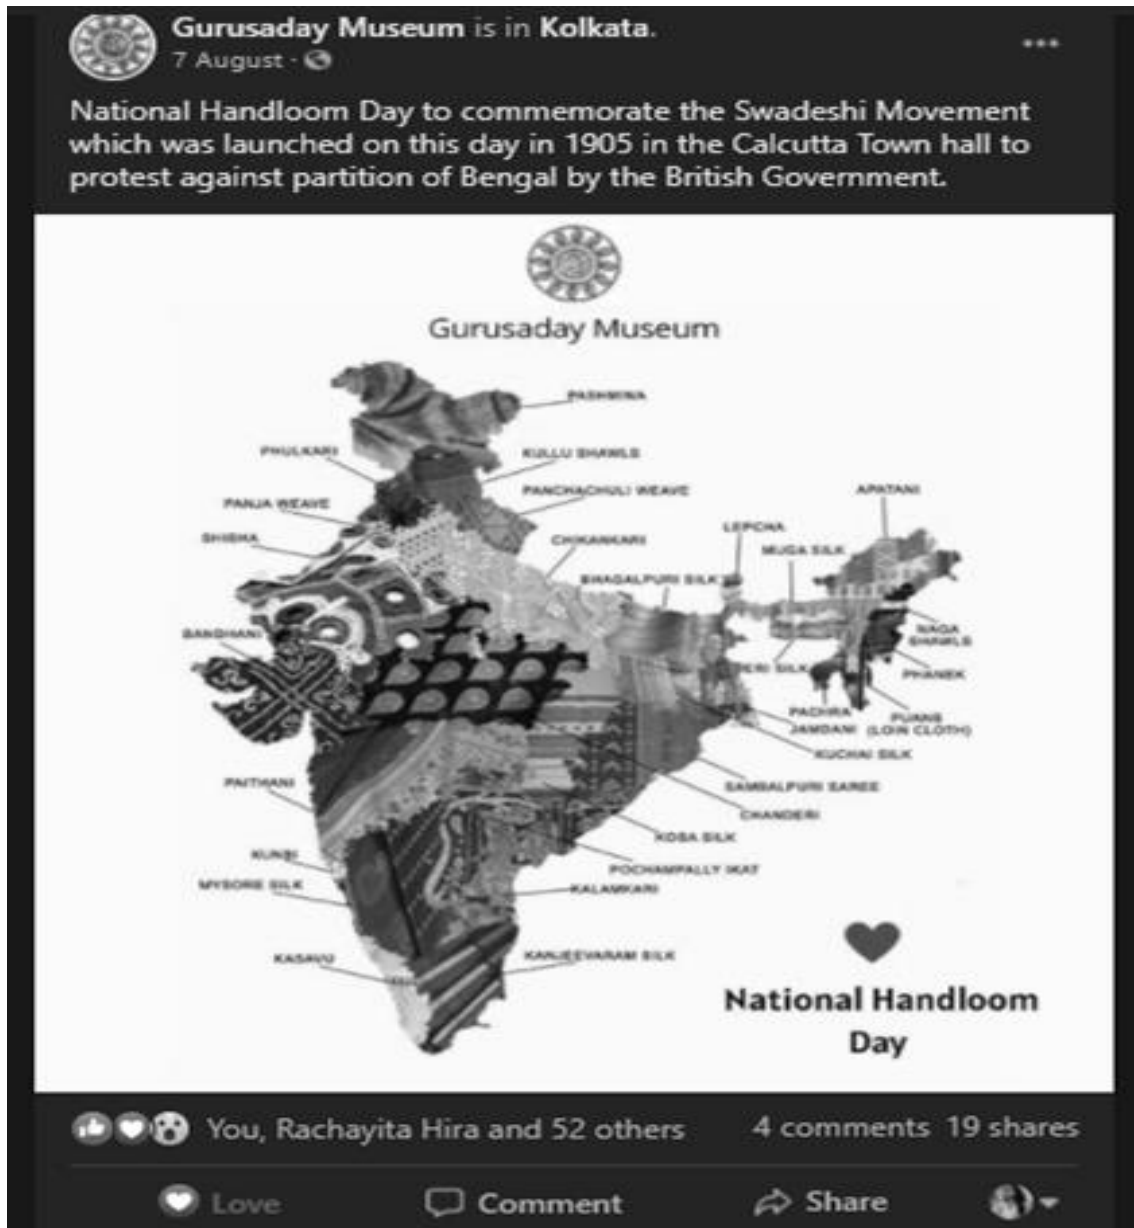 Gurusaday Museum is in Kolkata.
7 August ·
National Handloom Day to commemorate the Swadeshi Movement
which was launched on this day in 1905 in the Calcutta Town hall to
protest against partition of Bengal by the British Government.
Gurusaday Museum
PASHMINA
PHULKARI
KULLU SHAWLS
PANJA WEAVE
PANCHACHULI WEAVE
APATANI
SHISHA
CHIKANKARI
LEPCHA
MUGA SILK
BHAGALPURI SILK
BANDHANI
NAGA
SHAWLS
ERI SILK
PHANEK
PACHRA
PUANS
JAMDANI
(LOIN CLOTH)
KUCHAI SILK
PAITHANI
SAMBALPURI SAREE
CHANDERI
KOSA SILK
KUNBI
POCHAMPALLY IKAT
MYSORE SILK
KALAMKARI
KASAVU
KANJEEVARAM SILK
National Handloom
Day
You, Rachayita Hira and 52 others
4 comments 19 shares
Love
Comment
Share